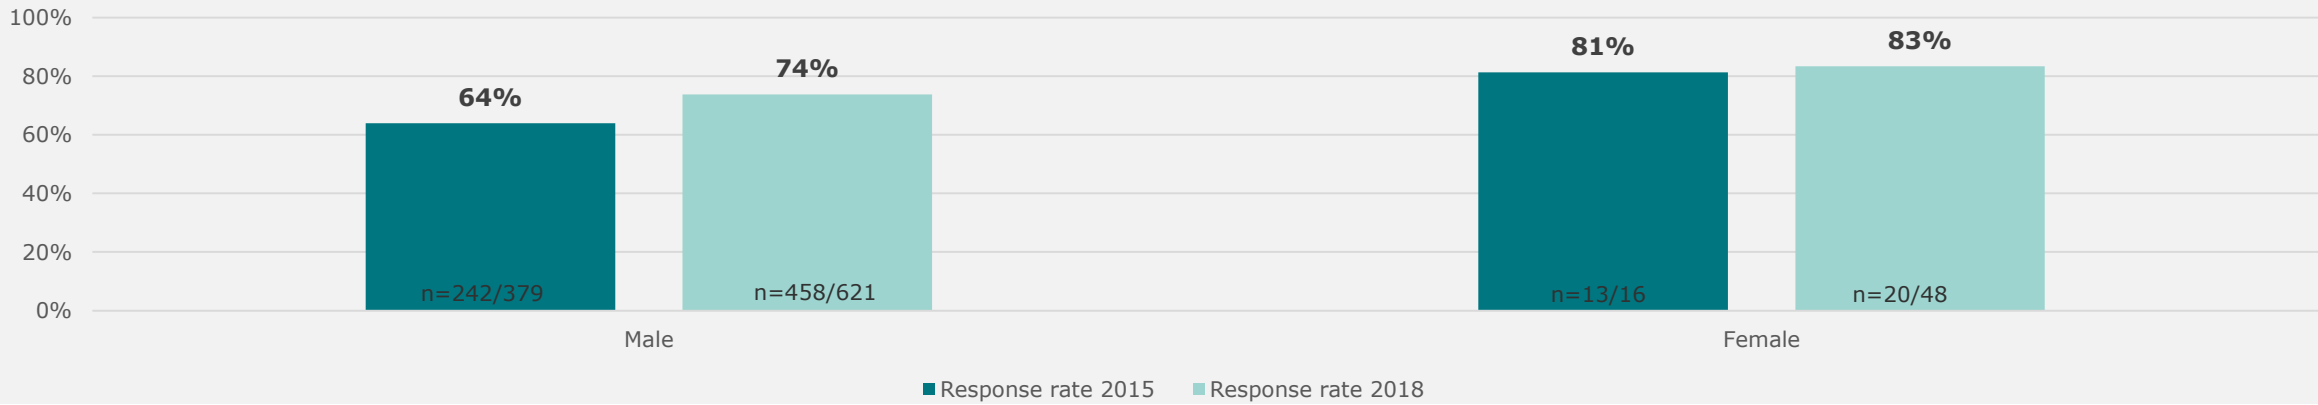 100%
80%
60%
40%
20%
0%
64%
74%
81%
83%
n=242/379
n=458/621
n=13/16
n=20/48
Male
Female
Response rate 2015
Response rate 2018